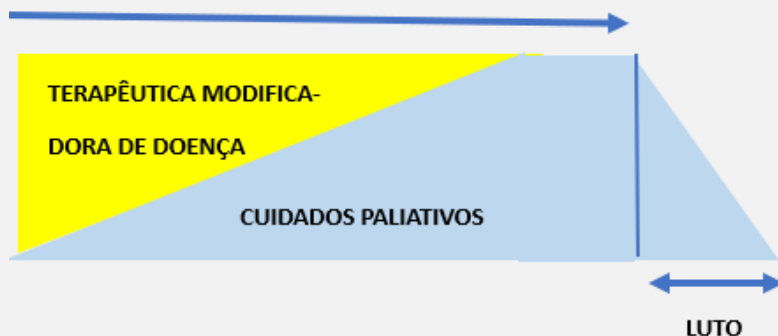 TERAPÊUTICA MODIFICA-
DORA DE DOENÇA
CUIDADOS PALIATIVOS
LUTO